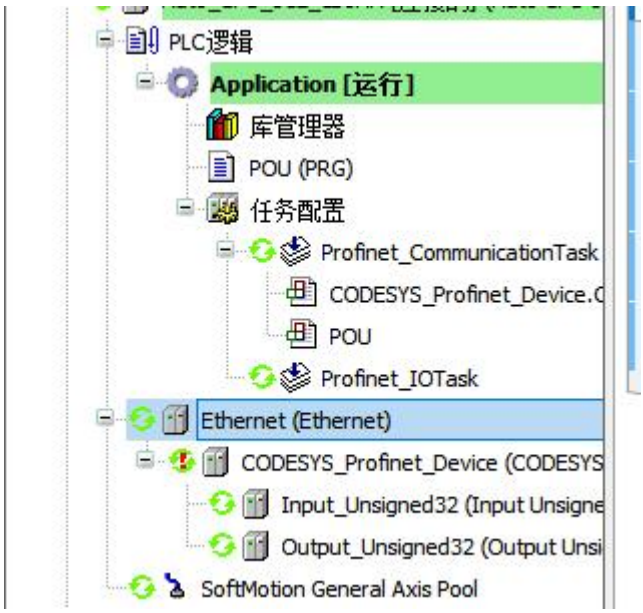 PLC逻辑
Application [运行]
库管理器
POU (PRG)
任务配置
Profinet_CommunicationTask
CODESYS_Profinet_Device.C
POU
Profinet_IOTask
Ethernet (Ethernet)
CODESYS_Profinet_Device (CODESYS
Input_Unsigned32 (Input Unsigne
Output_Unsigned32 (Output Unsi
SoftMotion General Axis Pool